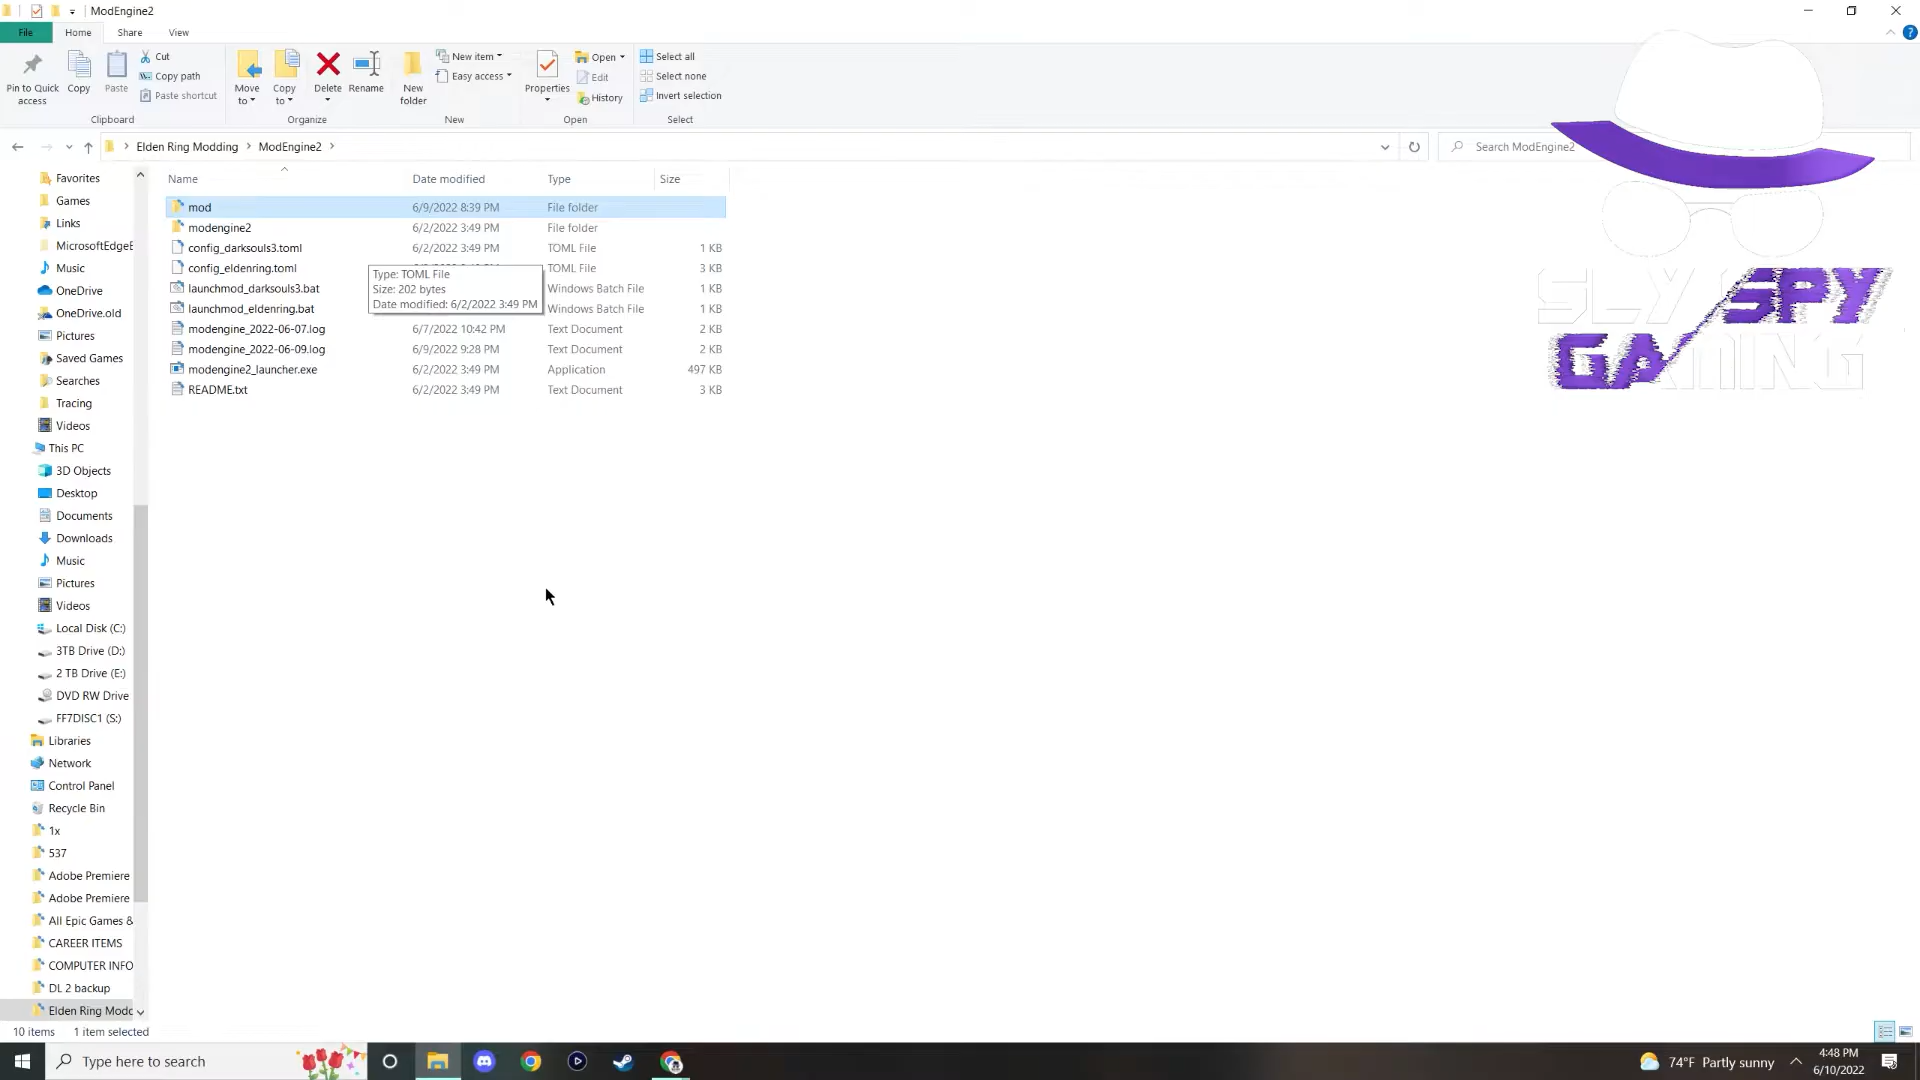 ModEngine2
File Home Share View
Pin to Quick access
Copy
Paste
Cut
Copy path
Paste shortcut
Clipboard
Move to
Copy to
Delete
Rename
Organize
New folder
New item
Easy access
New
Properties
Open
Edit
History
Open
Select all
Select none
Invert selection
Select
Elden Ring Modding ModEngine2
Search ModEngine2
Name Date modified Type Size
mod 6/9/2022 8:39 PM File folder
modengine2 6/2/2022 3:49 PM File folder
config_darksouls3.toml 6/2/2022 3:49 PM TOML File 1 KB
config_eldenring.toml TOML File 3 KB
launchmod_darksouls3.bat Windows Batch File 1 KB
launchmod_eldenring.bat Windows Batch File 1 KB
modengine_2022-06-07.log 6/7/2022 10:42 PM Text Document 2 KB
modengine_2022-06-09.log 6/9/2022 9:28 PM Text Document 2 KB
modengine2_launcher.exe 6/2/2022 3:49 PM Application 497 KB
README.txt 6/2/2022 3:49 PM Text Document 3 KB
Type: TOML File
Size: 202 bytes
Date modified: 6/2/2022 3:49 PM
Favorites
Games
Links
MicrosoftEdgeE
Music
OneDrive
OneDrive.old
Pictures
Saved Games
Searches
Tracing
Videos
This PC
3D Objects
Desktop
Documents
Downloads
Music
Pictures
Videos
Local Disk (C:)
3TB Drive (D:)
2 TB Drive (E:)
DVD RW Drive
FF7DISC1 (S:)
Libraries
Network
Control Panel
Recycle Bin
1x
537
Adobe Premiere
Adobe Premiere
All Epic Games &
CAREER ITEMS
COMPUTER INFO
DL 2 backup
Elden Ring Modd
SLY SPY
GAMING
10 items 1 item selected
Type here to search
74°F Partly sunny
4:48 PM
6/10/2022